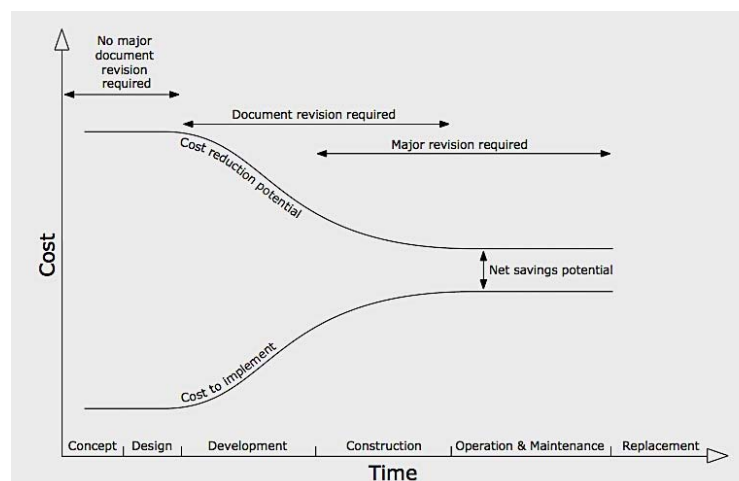 No major
document
revision
required
Document revision required
Major revision required
Cost reduction potential
Cost
Net savings potential
Cost to implement
Concept
Design
Development
Construction
Operation & Maintenance
Replacement
Time